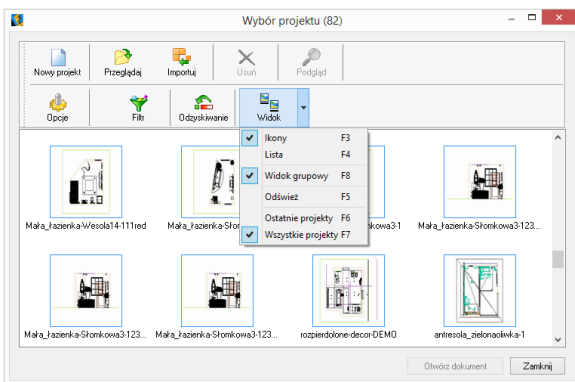 Wybór projektu (82)
Nowy projekt Przeglądaj Importuj Usuń Podgląd
Opcje Filtr Odzyskiwanie Widok
Ikony F3
Lista F4
Widok grupowy F8
Odśwież F5
Ostatnie projekty F6
Wszystkie projekty F7
Mała_łazienka-Wesola14-111red Mała_łazienka-Słom kowa3-1 Mała_łazienka-Słomkowa3-123...
Mała_łazienka-Słomkowa3-123... Mała_łazienka-Słomkowa3-123... rozpierdolone-decor-DEMO antresola_zielonaoliwka-1
Otwórz dokument Zamknij